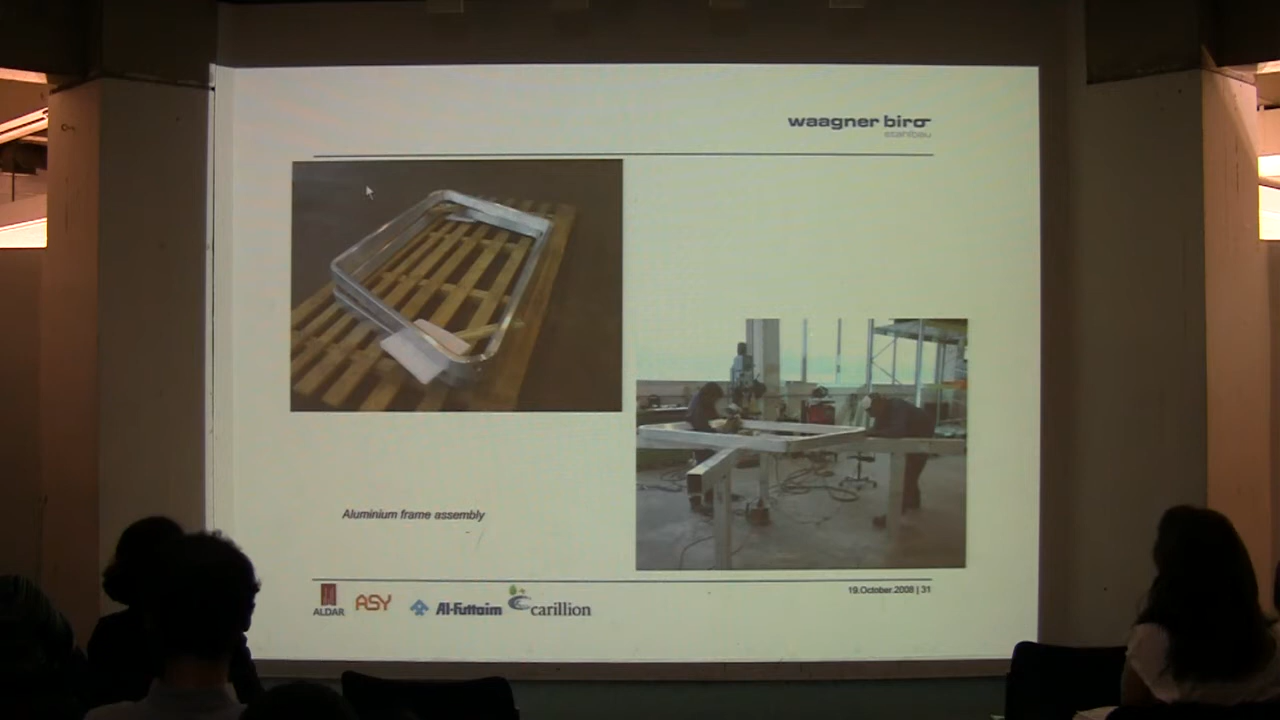 waagner biro
stahlbau
Aluminium frame assembly
19.October.2008 | 31
ALDAR
ASY
Al-Futtaim
carillion